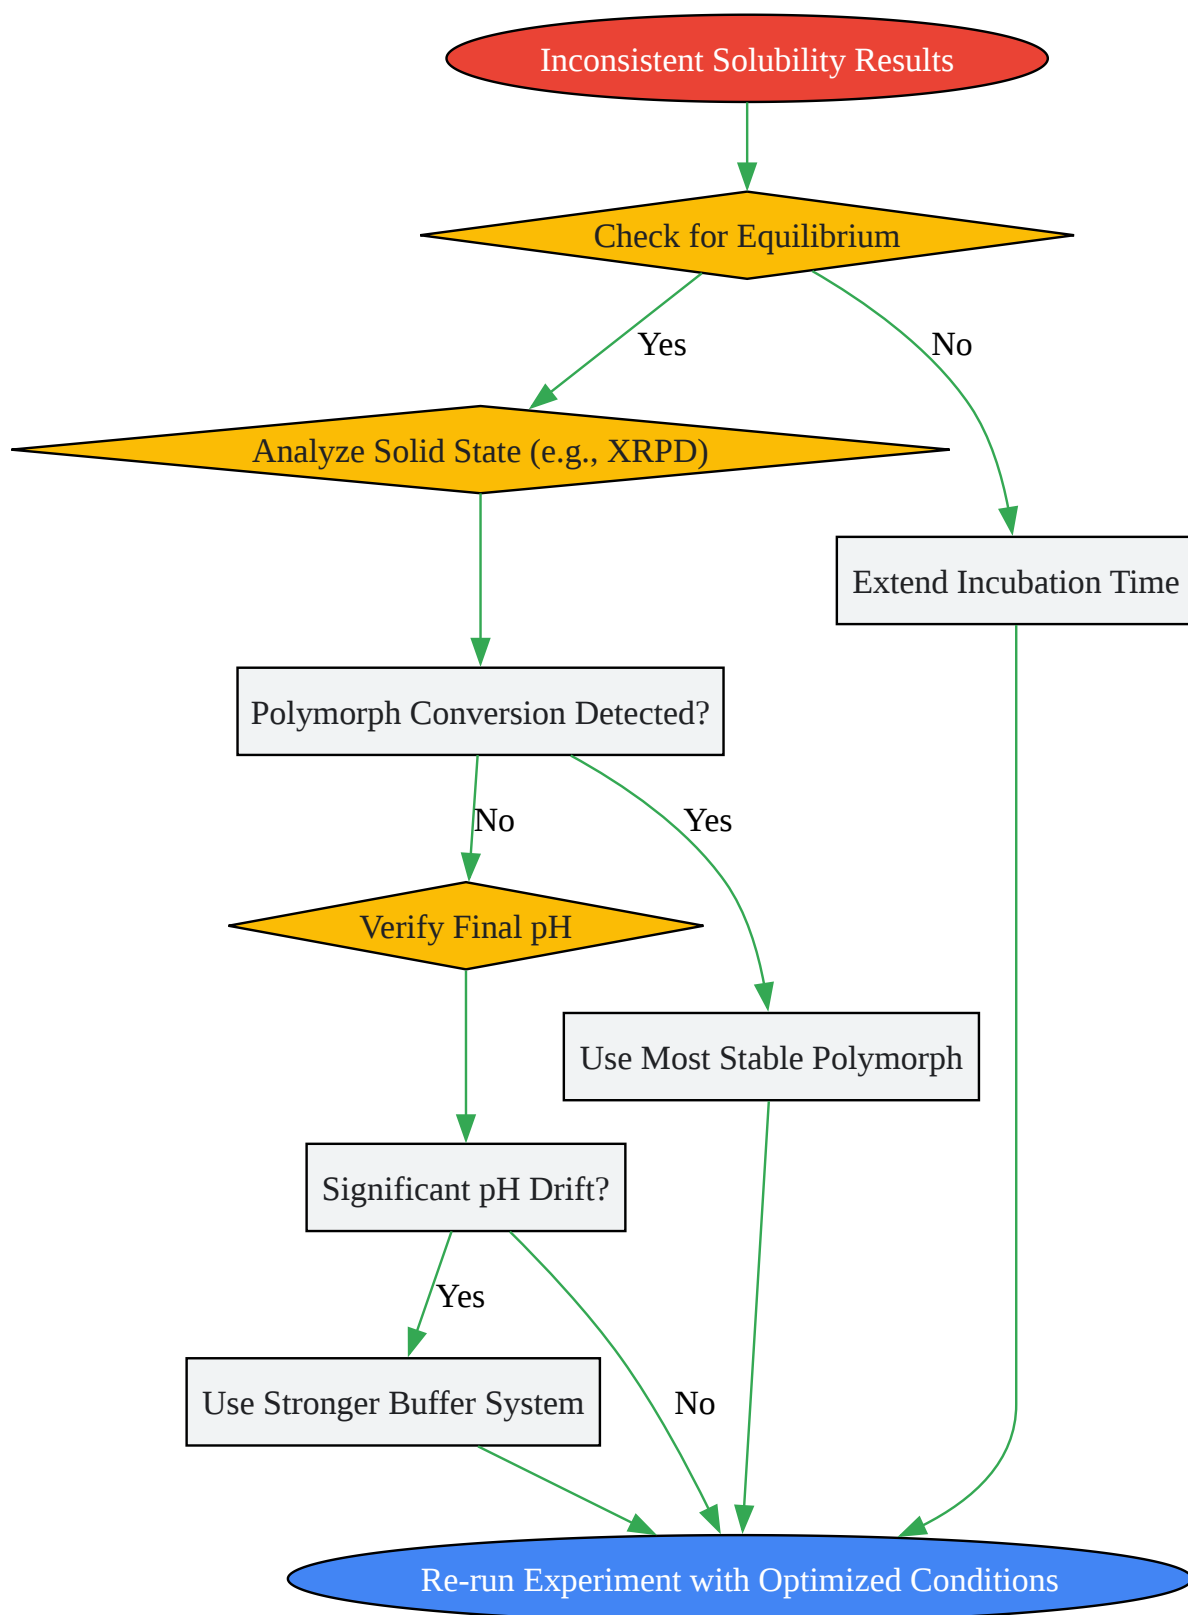 Inconsistent Solubility Results
Check for Equilibrium
Yes
No
Analyze Solid State (e.g., XRPD)
Extend Incubation Time
Polymorph Conversion Detected?
No
Yes
Verify Final pH
Use Most Stable Polymorph
Significant pH Drift?
Yes
Use Stronger Buffer System
No
Re-run Experiment with Optimized Conditions